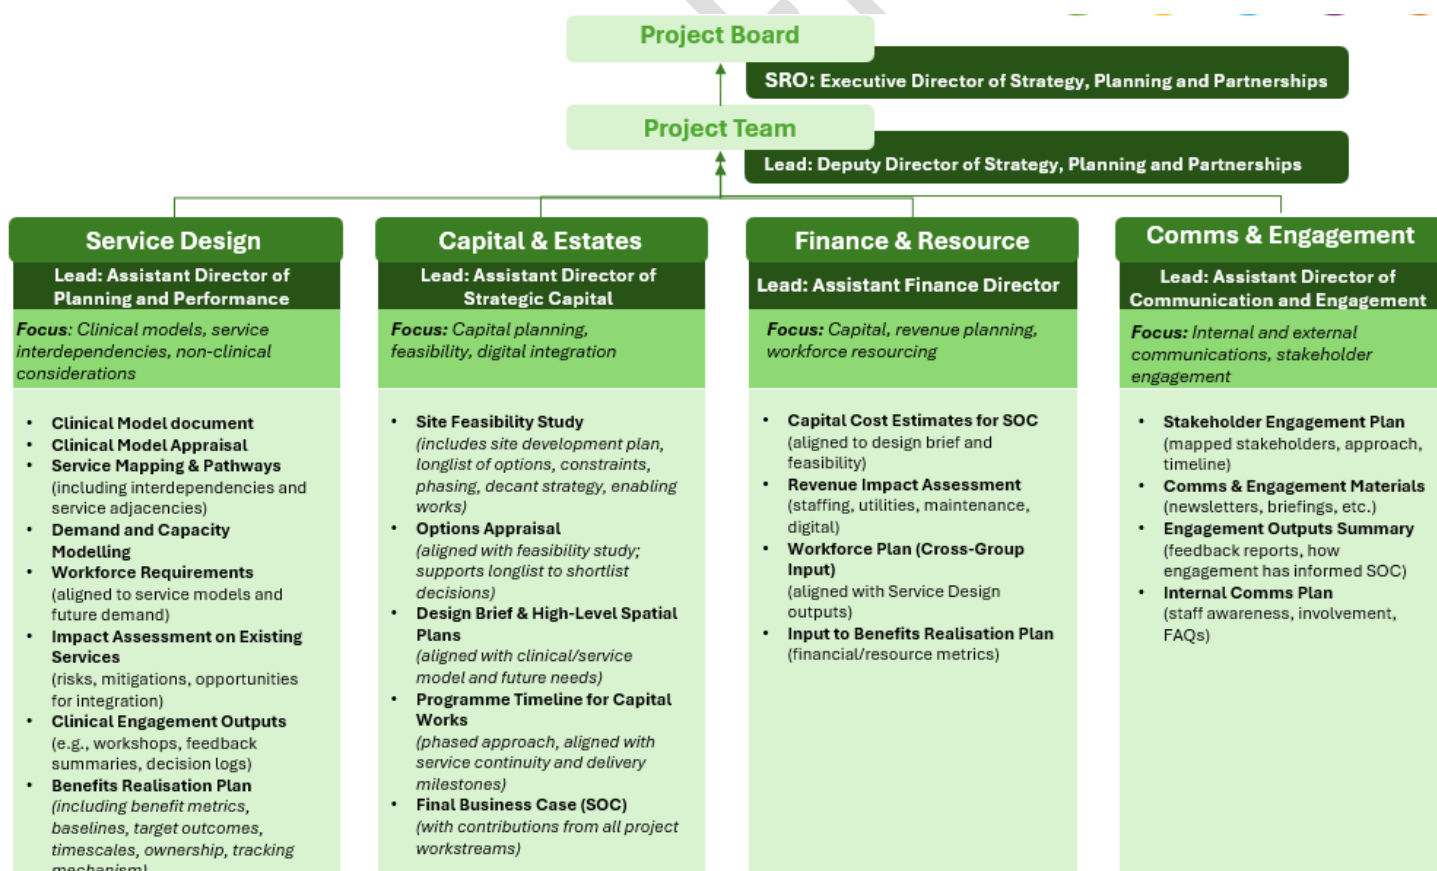 Project Board
SRO: Executive Director of Strategy, Planning and Partnerships
Project Team
Lead: Deputy Director of Strategy, Planning and Partnerships
Service Design
Lead: Assistant Director of
Planning and Performance
Focus: Clinical models, service
interdependencies, non-clinical
considerations
• Clinical Model document
• Clinical Model Appraisal
• Service Mapping & Pathways
(including interdependencies and
service adjacencies)
• Demand and Capacity
Modelling
• Workforce Requirements
(aligned to service models and
future demand)
• Impact Assessment on Existing
Services
(risks, mitigations, opportunities
for integration)
• Clinical Engagement Outputs
(e.g., workshops, feedback
summaries, decision logs)
• Benefits Realisation Plan
(including benefit metrics,
baselines, target outcomes,
timescales, ownership, tracking
mechanism)
Capital & Estates
Lead: Assistant Director of
Strategic Capital
Focus: Capital planning,
feasibility, digital integration
• Site Feasibility Study
(includes site development plan,
longlist of options, constraints,
phasing, decant strategy, enabling
works)
• Options Appraisal
(aligned with feasibility study;
supports longlist to shortlist
decisions)
• Design Brief & High-Level Spatial
Plans
(aligned with clinical/service
model and future needs)
• Programme Timeline for Capital
Works
(phased approach, aligned with
service continuity and delivery
milestones)
• Final Business Case (SOC)
(with contributions from all project
workstreams)
Finance & Resource
Lead: Assistant Finance Director
Focus: Capital, revenue planning,
workforce resourcing
• Capital Cost Estimates for SOC
(aligned to design brief and
feasibility)
• Revenue Impact Assessment
(staffing, utilities, maintenance,
digital)
• Workforce Plan (Cross-Group
Input)
(aligned with Service Design
outputs)
• Input to Benefits Realisation Plan
(financial/resource metrics)
Comms & Engagement
Lead: Assistant Director of
Communication and Engagement
Focus: Internal and external
communications, stakeholder
engagement
• Stakeholder Engagement Plan
(mapped stakeholders, approach,
timeline)
• Comms & Engagement Materials
(newsletters, briefings, etc.)
• Engagement Outputs Summary
(feedback reports, how
engagement has informed SOC)
• Internal Comms Plan
(staff awareness, involvement,
FAQs)